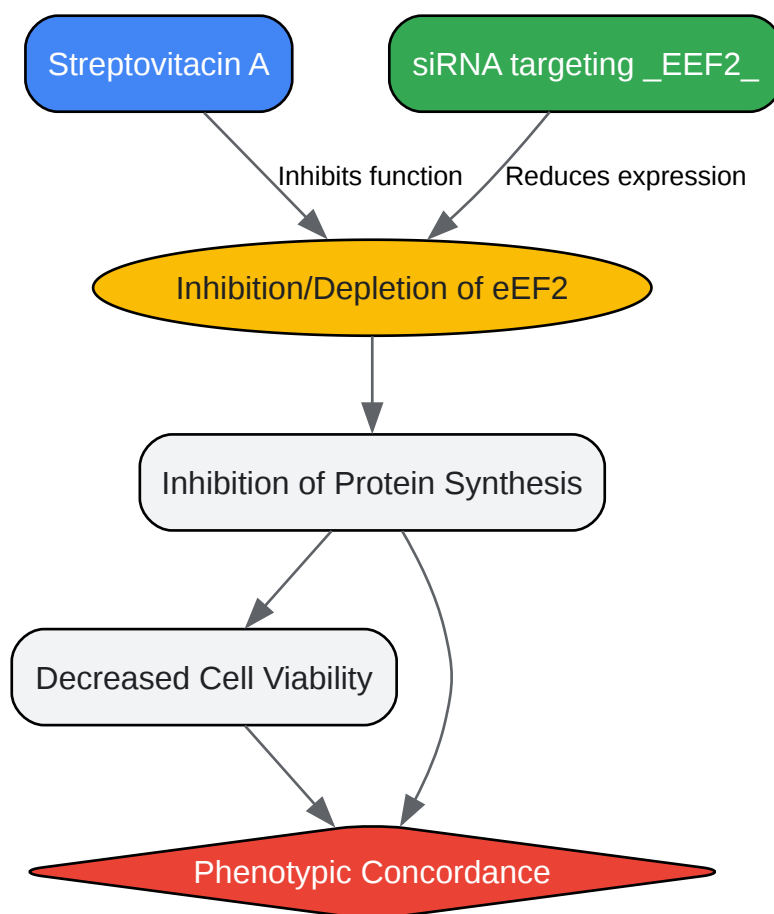 Streptovitacin A
siRNA targeting _EEF2_
Inhibits function
Reduces expression
Inhibition/Depletion of eEF2
Inhibition of Protein Synthesis
Decreased Cell Viability
Phenotypic Concordance